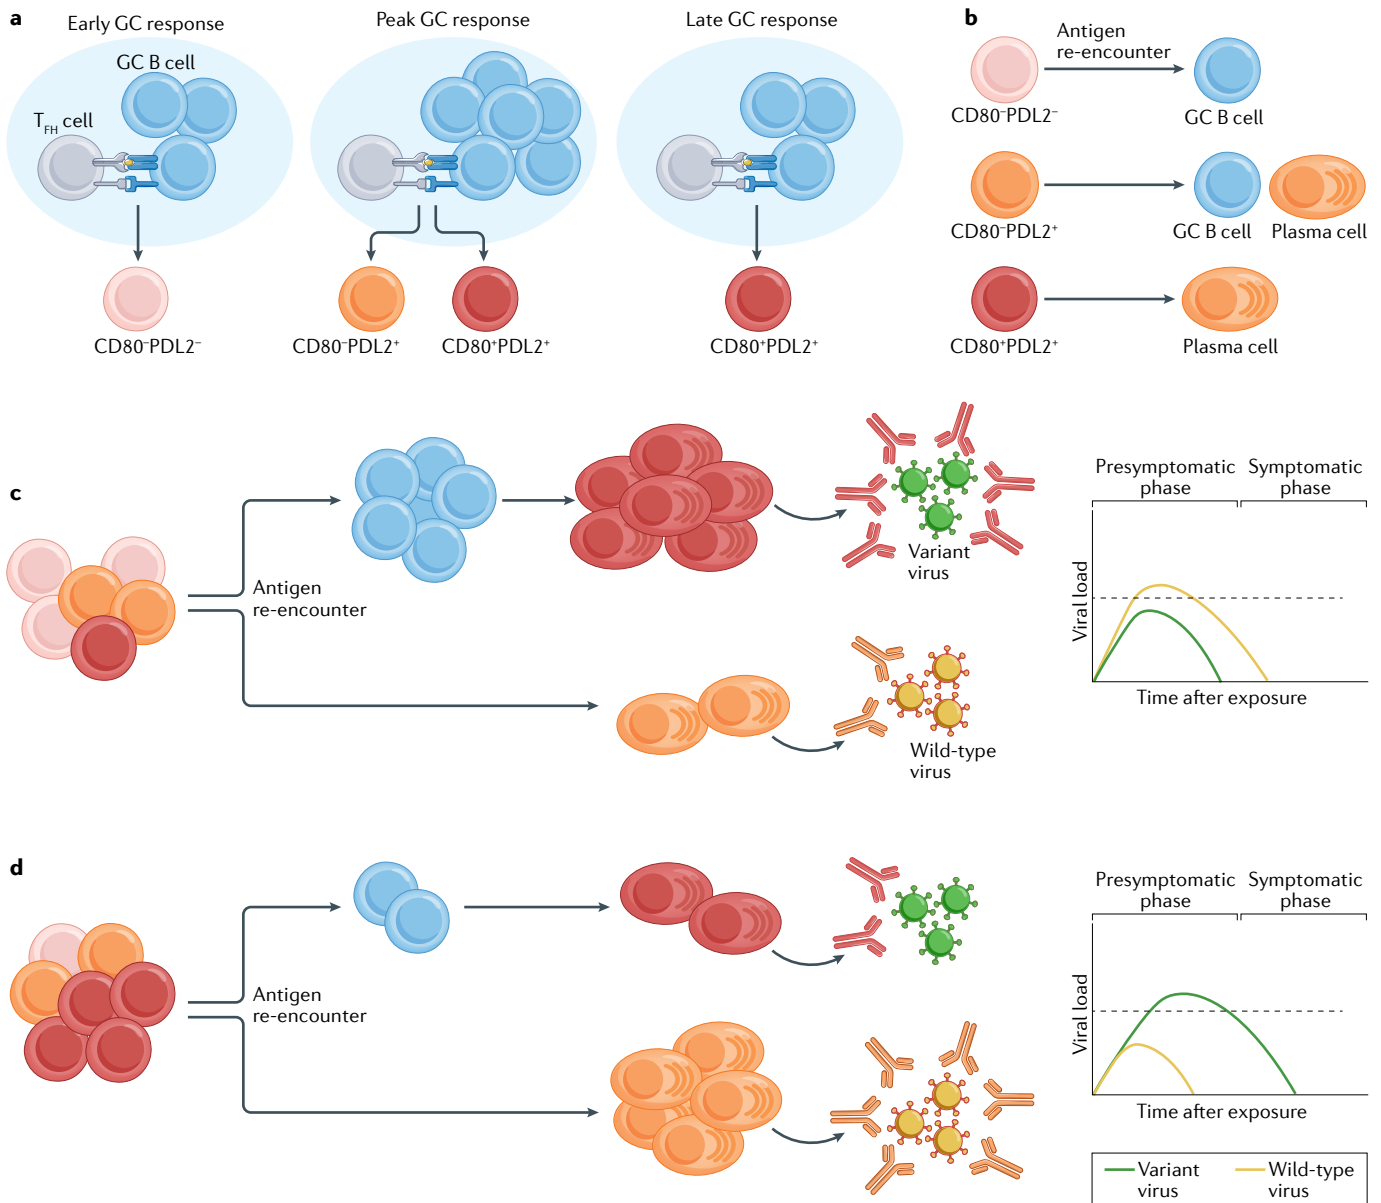 a
Early GC response
Peak GC response
Late GC response
GC B cell
T_FH cell
CD80⁻PDL2⁻
CD80⁻PDL2⁺
CD80⁺PDL2⁺
CD80⁺PDL2⁺
b
Antigen
re-encounter
CD80⁻PDL2⁻
GC B cell
CD80⁻PDL2⁺
GC B cell
Plasma cell
CD80⁺PDL2⁺
Plasma cell
c
Antigen
re-encounter
Variant
virus
Wild-type
virus
Presymptomatic
phase
Symptomatic
phase
Viral load
Time after exposure
d
Antigen
re-encounter
Presymptomatic
phase
Symptomatic
phase
Viral load
Time after exposure
Variant
virus
Wild-type
virus